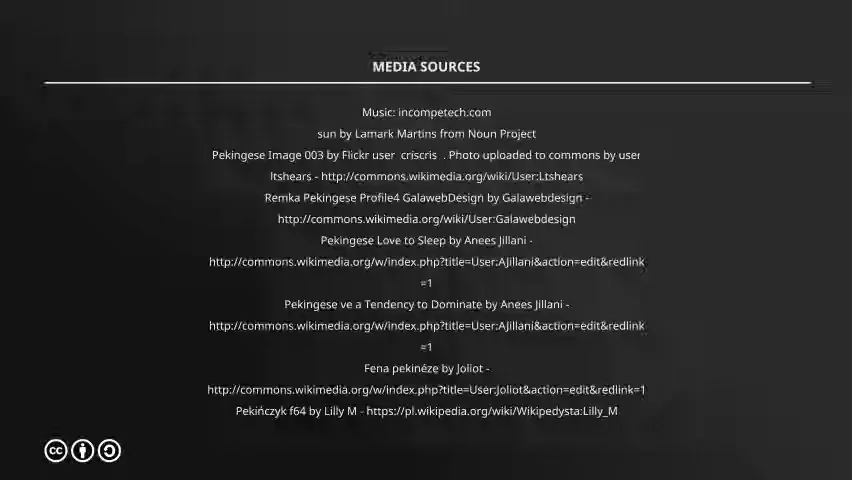 MEDIA SOURCES
Music: incompetech.com
sun by Lamark Martins from Noun Project
Pekingese Image 003 by Flickr user criscris . Photo uploaded to commons by user
ltshears - http://commons.wikimedia.org/wiki/User:Ltshears
Remka Pekingese Profile4 GalawebDesign by Galawebdesign -
http://commons.wikimedia.org/wiki/User:Galawebdesign
Pekingese Love to Sleep by Anees Jillani -
http://commons.wikimedia.org/w/index.php?title=User:AJillani&action=edit&redlink
=1
Pekingese ve a Tendency to Dominate by Anees Jillani -
http://commons.wikimedia.org/w/index.php?title=User:AJillani&action=edit&redlink
=1
Fena pekinéze by Joliot -
http://commons.wikimedia.org/w/index.php?title=User:Joliot&action=edit&redlink=1
Pekińczyk f64 by Lilly M - https://pl.wikipedia.org/wiki/Wikipedysta:Lilly_M
cc